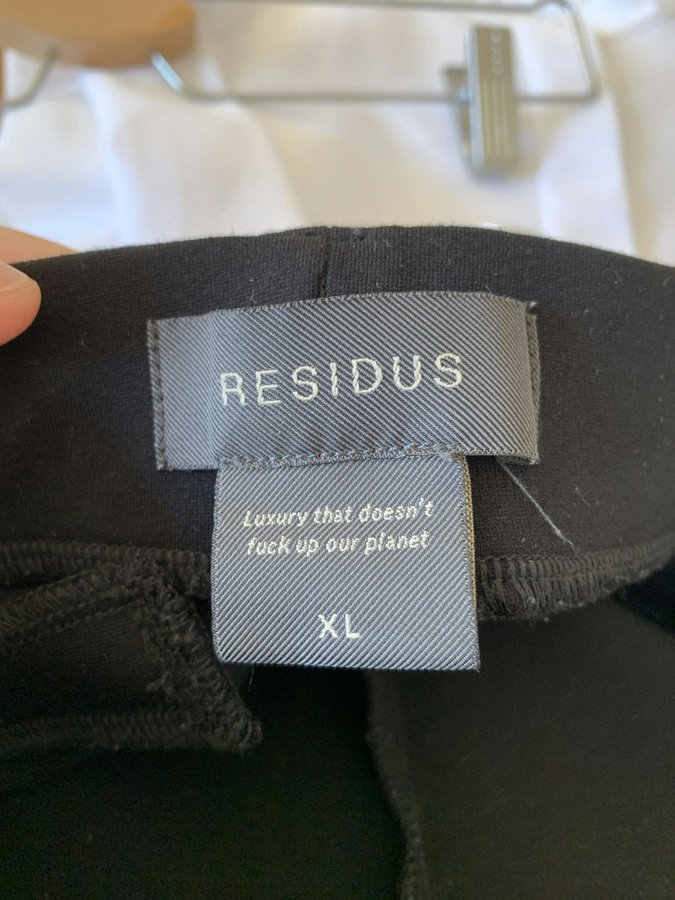 RESIDUS
Luxury that doesn't
fuck up our planet
XL